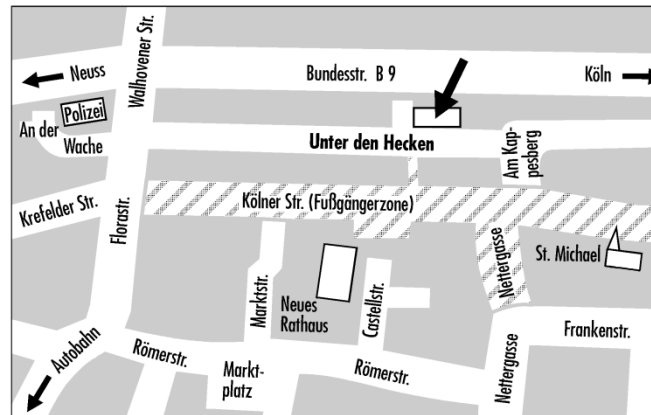 Walhovener Str.
Neuss
Bundesstr. B 9
Köln
Polizei
An der
Wache
Unter den Hecken
Am Kap-
pesberg
Krefelder Str.
Florastr.
Kölner Str. (Fußgängerzone)
Nettergasse
St. Michael
Marktstr.
Neues
Rathaus
Castellstr.
Frankenstr.
Autobahn
Römerstr.
Markt-
platz
Römerstr.
Nettergasse